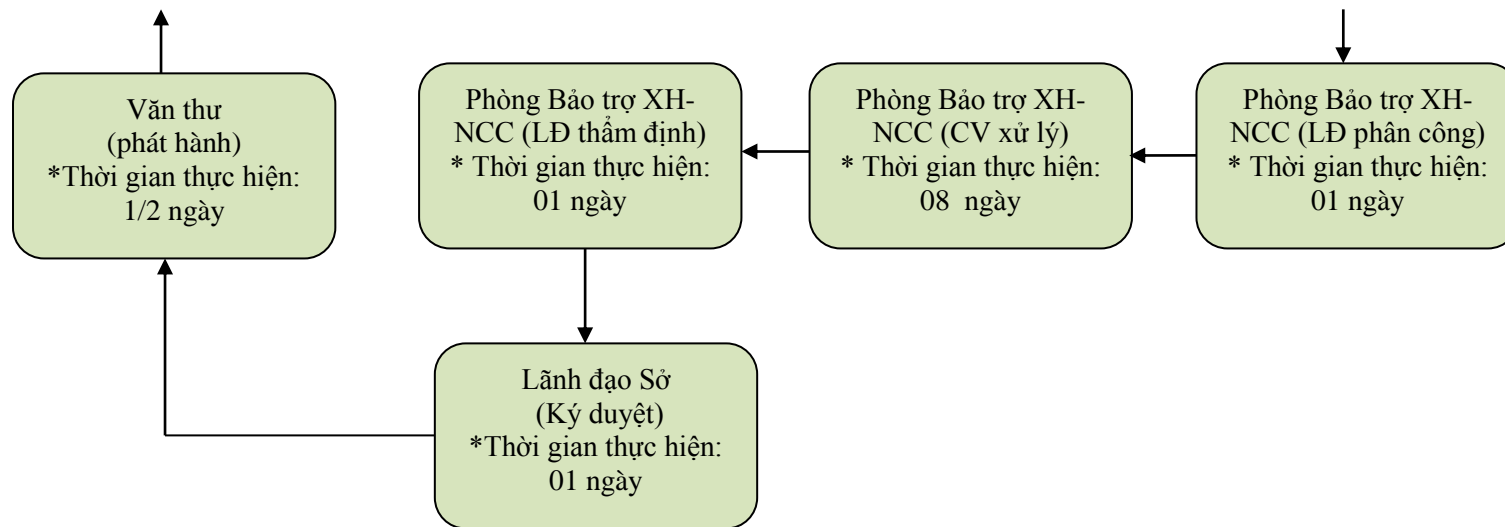 Văn thư
(phát hành)
*Thời gian thực hiện:
1/2 ngày
Phòng Bảo trợ XH-
NCC (LĐ thẩm định)
* Thời gian thực hiện:
01 ngày
Phòng Bảo trợ XH-
NCC (CV xử lý)
* Thời gian thực hiện:
08 ngày
Phòng Bảo trợ XH-
NCC (LĐ phân công)
* Thời gian thực hiện:
01 ngày
Lãnh đạo Sở
(Ký duyệt)
*Thời gian thực hiện:
01 ngày